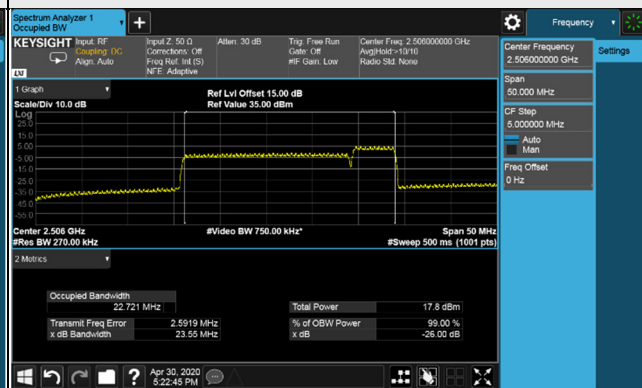 Spectrum Analyzer 1
Occupied BW
Frequency
KEYSIGHT
Input: RF
Coupling: DC
Align: Auto
Input Z: 50 Ω
Corrections: Off
Freq Ref: Int (S)
NFE: Adaptive
Atten: 30 dB
Trig: Free Run
Gate: Off
#IF Gain: Low
Center Freq: 2.506000000 GHz
Avg|Hold:>10/10
Radio Std: None
LXI
Center Frequency
2.506000000 GHz
Settings
Span
50.000 MHz
CF Step
5.000000 MHz
Auto
Man
Freq Offset
0 Hz
1 Graph
Scale/Div 10.0 dB
Ref Lvl Offset 15.00 dB
Ref Value 35.00 dBm
Log
25.0
15.0
5.00
-5.00
-15.0
-25.0
-35.0
-45.0
-55.0
Center 2.506 GHz
#Res BW 270.00 kHz
#Video BW 750.00 kHz*
Span 50 MHz
#Sweep 500 ms (1001 pts)
2 Metrics
Occupied Bandwidth
22.721 MHz
Total Power 17.8 dBm
Transmit Freq Error 2.5919 MHz
% of OBW Power 99.00 %
x dB Bandwidth 23.55 MHz
x dB -26.00 dB
Apr 30, 2020
5:22:45 PM